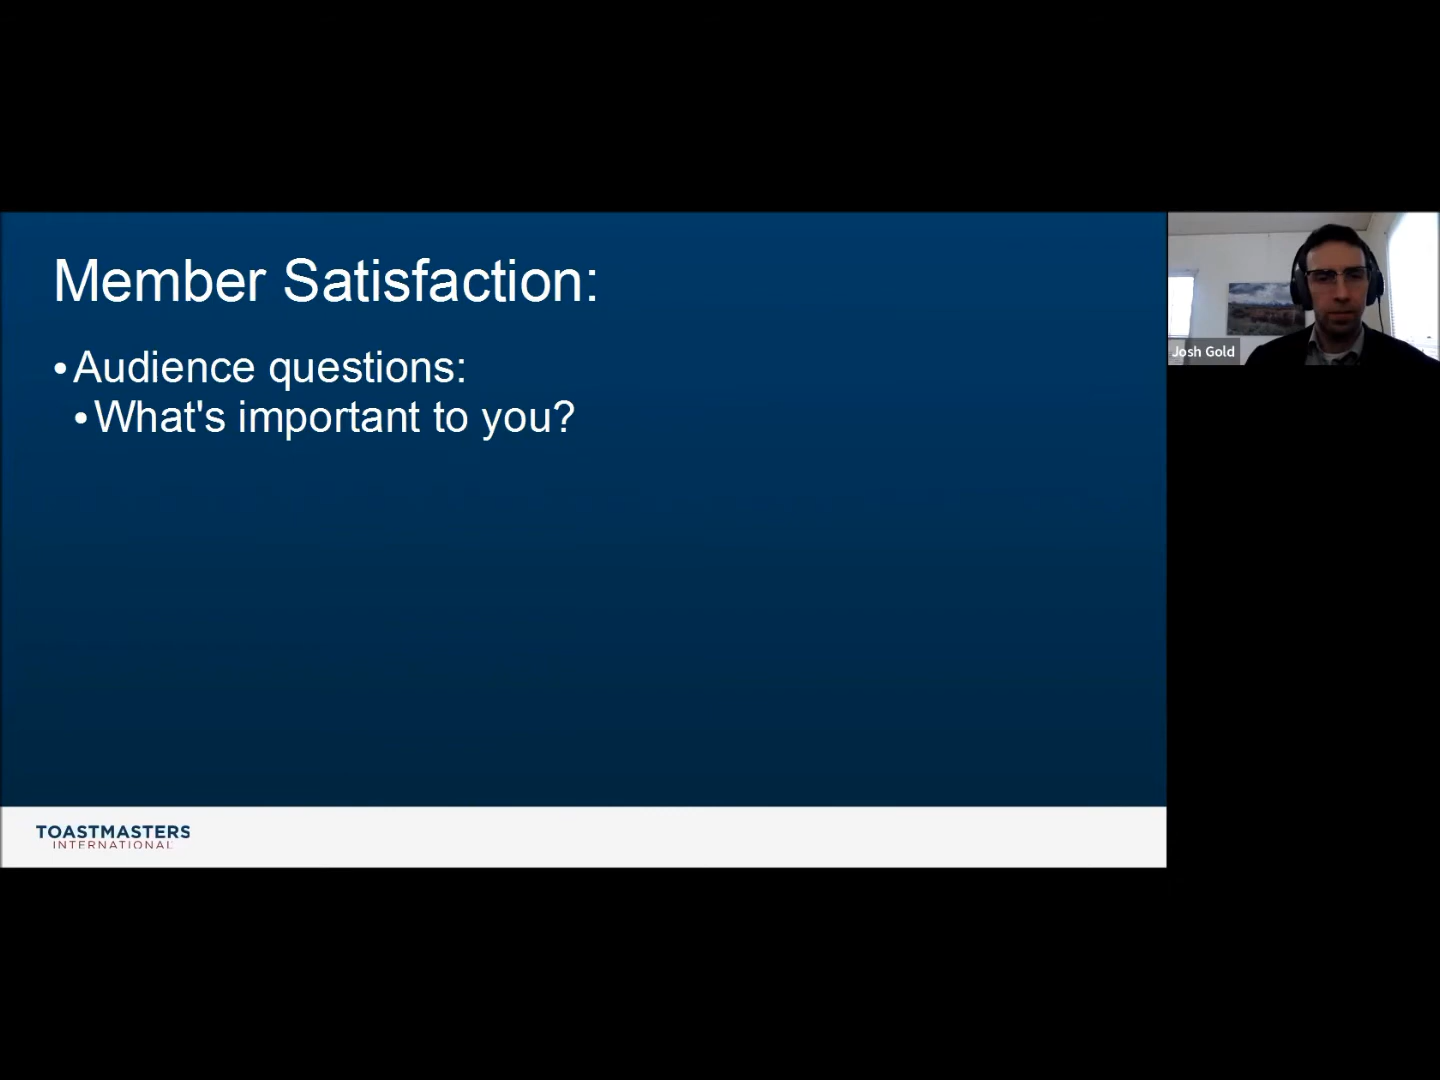 Member Satisfaction:
•Audience questions:
•What's important to you?
Josh Gold
TOASTMASTERS
INTERNATIONAL